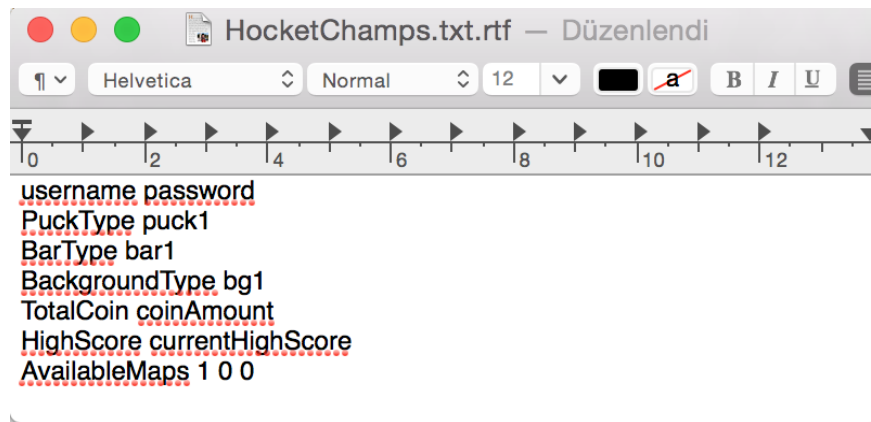 HocketChamps.txt.rtf — Düzenlendi
¶ Helvetica Normal 12 a B I U
0 2 4 6 8 10 12
username password
PuckType puck1
BarType bar1
BackgroundType bg1
TotalCoin coinAmount
HighScore currentHighScore
AvailableMaps 1 0 0